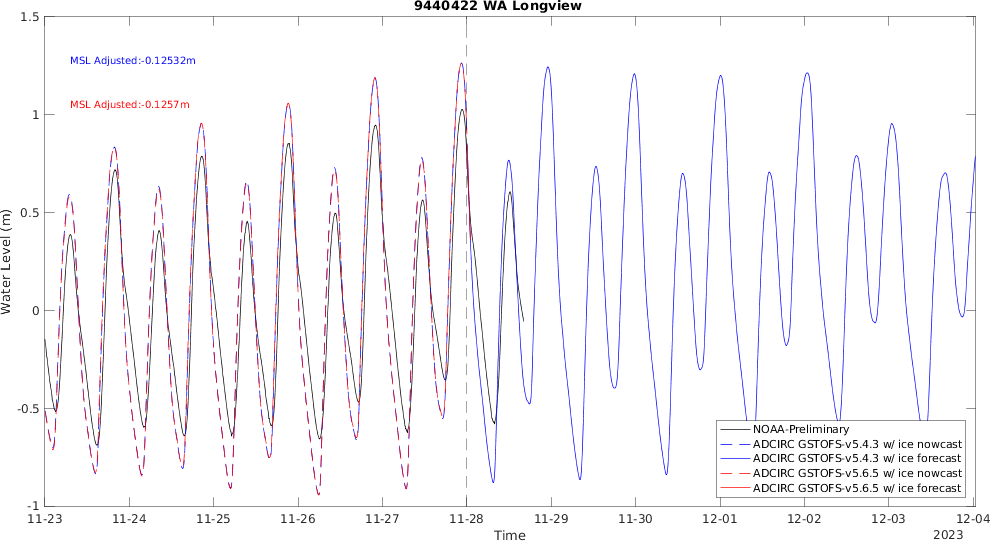 9440422 WA Longview
1.5
MSL Adjusted:-0.12532m
MSL Adjusted:-0.1257m
1
0.5
Water Level (m)
0
-0.5
-1
NOAA-Preliminary
ADCIRC GSTOFS-v5.4.3 w/ ice nowcast
ADCIRC GSTOFS-v5.4.3 w/ ice forecast
ADCIRC GSTOFS-v5.6.5 w/ ice nowcast
ADCIRC GSTOFS-v5.6.5 w/ ice forecast
11-23 11-24 11-25 11-26 11-27 11-28 11-29 11-30 12-01 12-02 12-03 12-04
Time
2023